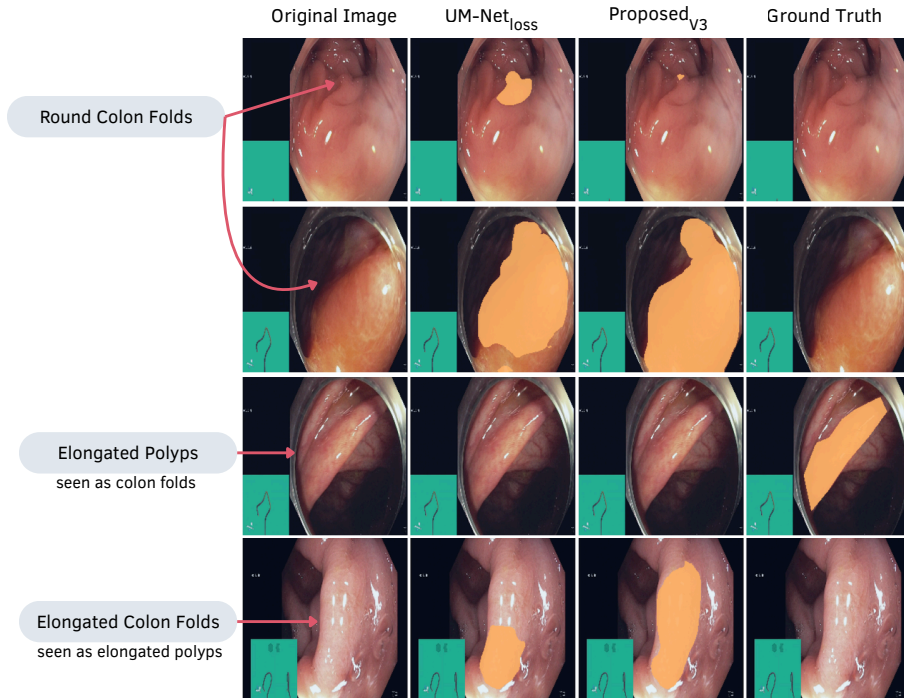 Original Image UM-Net_loss Proposed_V3 Ground Truth
Round Colon Folds
Elongated Polyps
seen as colon folds
Elongated Colon Folds
seen as elongated polyps